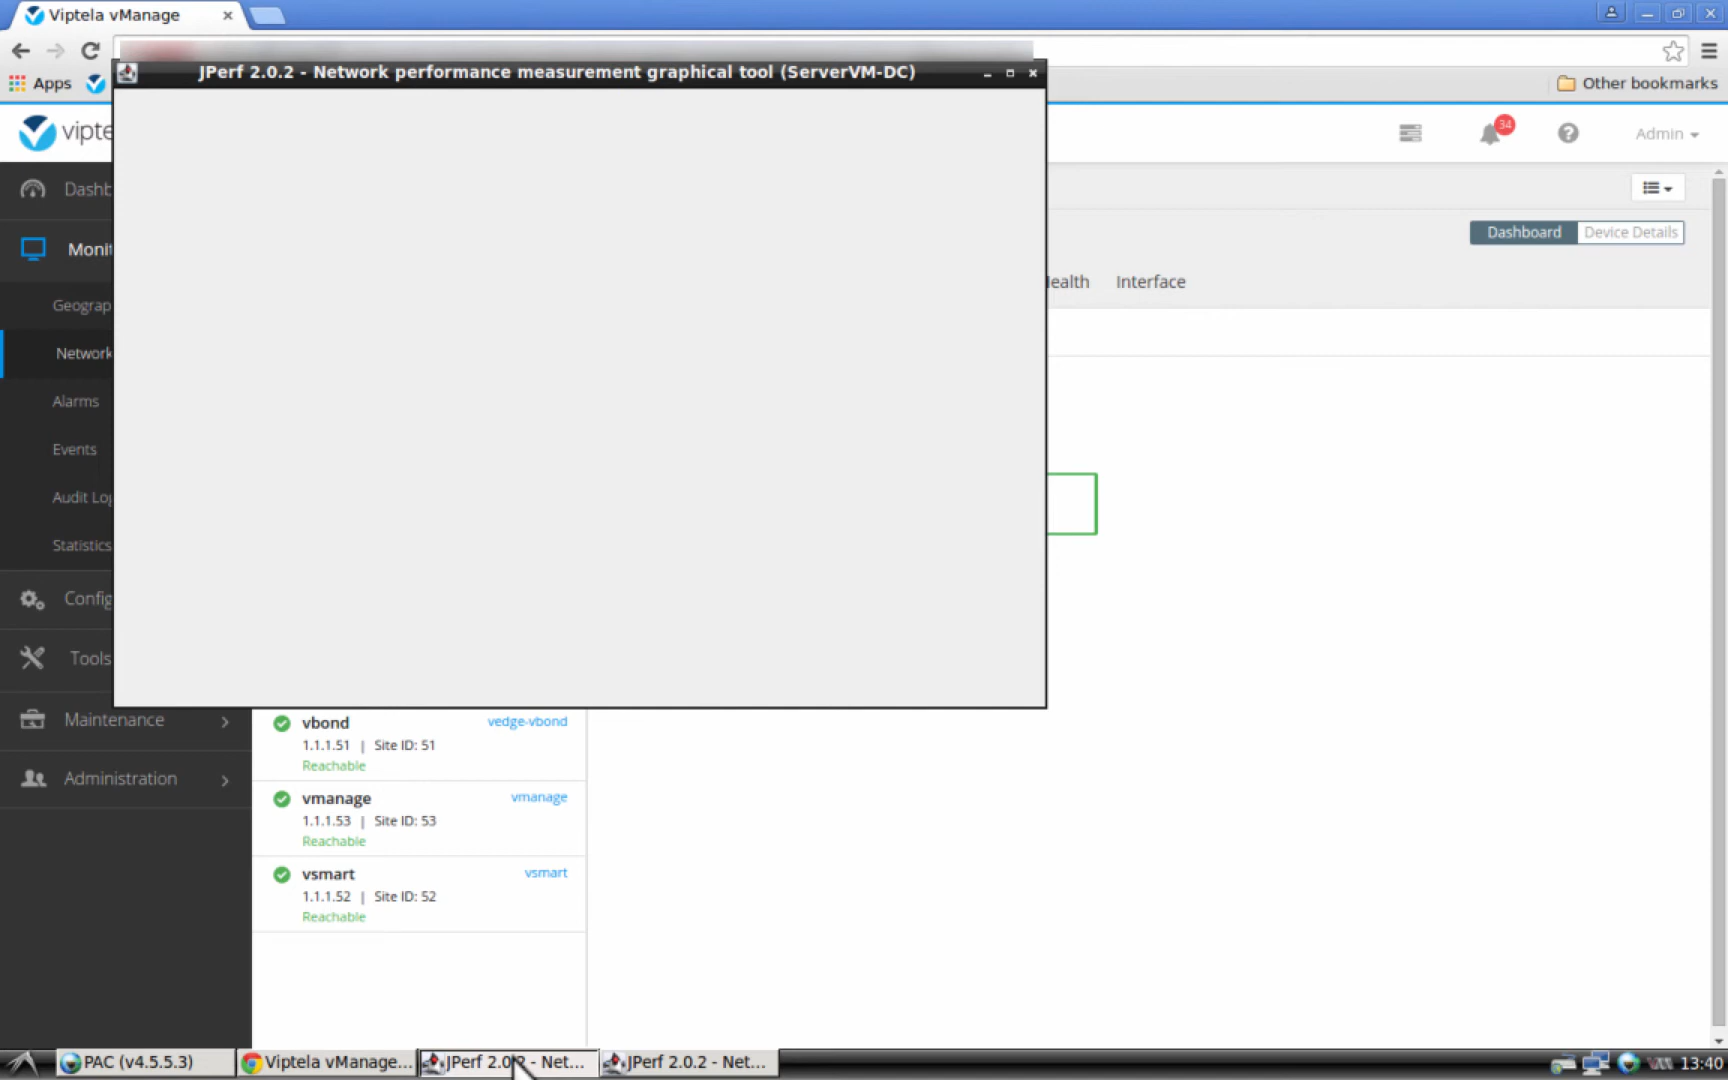 Viptela vManage
Apps
Other bookmarks
JPerf 2.0.2 - Network performance measurement graphical tool (ServerVM-DC)
vipte
34
Admin
Dashb
Dashboard
Device Details
Monit
ealth
Interface
Geograp
Network
Alarms
Events
Audit Log
Statistics
Config
Tools
Maintenance
Administration
vbond
vedge-vbond
1.1.1.51 | Site ID: 51
Reachable
vmanage
vmanage
1.1.1.53 | Site ID: 53
Reachable
vsmart
vsmart
1.1.1.52 | Site ID: 52
Reachable
PAC (v4.5.5.3)
Viptela vManage...
JPerf 2.0.2 - Net...
JPerf 2.0.2 - Net...
13:40